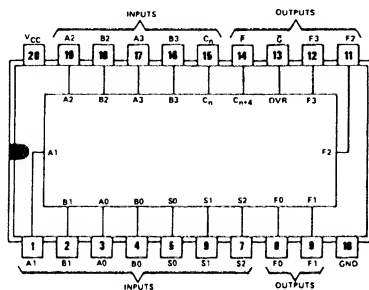 INPUTS OUTPUTS
VCC A2 B2 A3 B3 Cn P̅ G̅ F3 F2
20 19 18 17 16 15 14 13 12 11
A2 B2 A3 B3 Cn Cn+4 OVR F3
A1 F2
B1 A0 B0 S0 S1 S2 F0 F1
1 2 3 4 5 6 7 8 9 10
A1 B1 A0 B0 S0 S1 S2 F0 F1 GND
INPUTS OUTPUTS